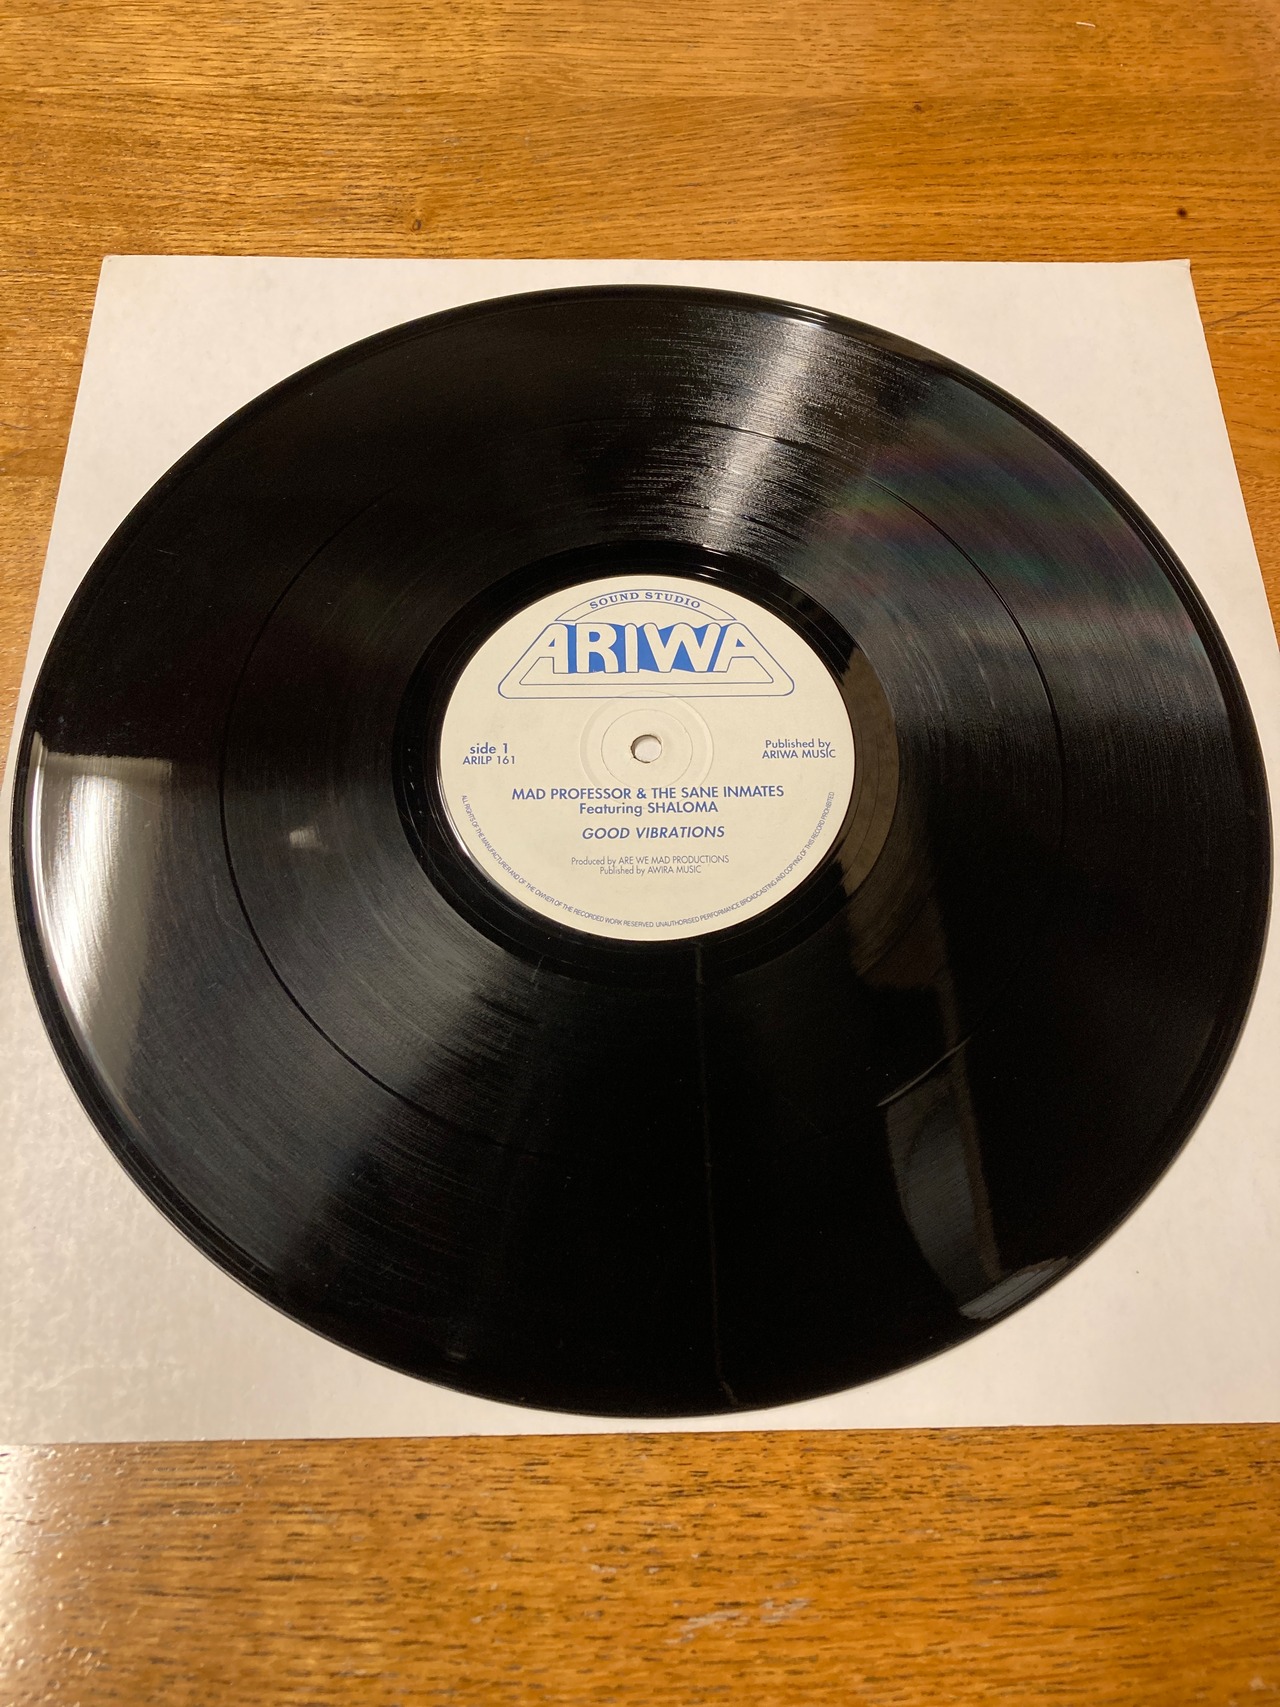 SOUND STUDIO
ARIWA
side 1
ARILP 161
Published by
ARIWA MUSIC
MAD PROFESSOR & THE SANE INMATES
Featuring SHALOMA
GOOD VIBRATIONS
Produced by ARE WE MAD PRODUCTIONS
Published by AWIRA MUSIC
ALL RIGHTS OF THE MANUFACTURER AND OF THE OWNER OF THE RECORDED WORK RESERVED. UNAUTHORISED PERFORMANCE BROADCASTING AND COPYING OF THIS RECORD PROHIBITED